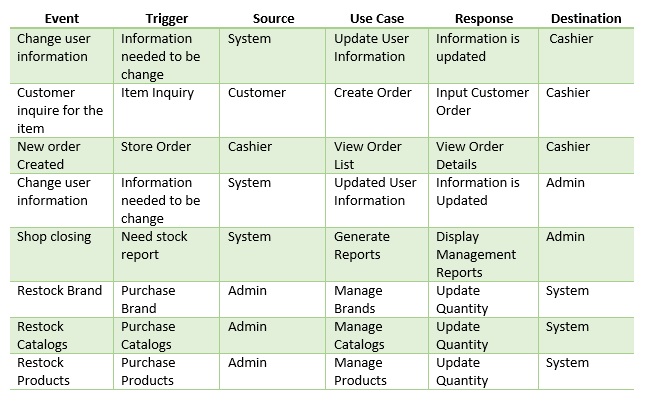 Event Trigger Source Use Case Response Destination
Change user information Information needed to be change System Update User Information Information is updated Cashier
Customer inquire for the item Item Inquiry Customer Create Order Input Customer Order Cashier
New order Created Store Order Cashier View Order List View Order Details Cashier
Change user information Information needed to be change System Updated User Information Information is Updated Admin
Shop closing Need stock report System Generate Reports Display Management Reports Admin
Restock Brand Purchase Brand Admin Manage Brands Update Quantity System
Restock Catalogs Purchase Catalogs Admin Manage Catalogs Update Quantity System
Restock Products Purchase Products Admin Manage Products Update Quantity System